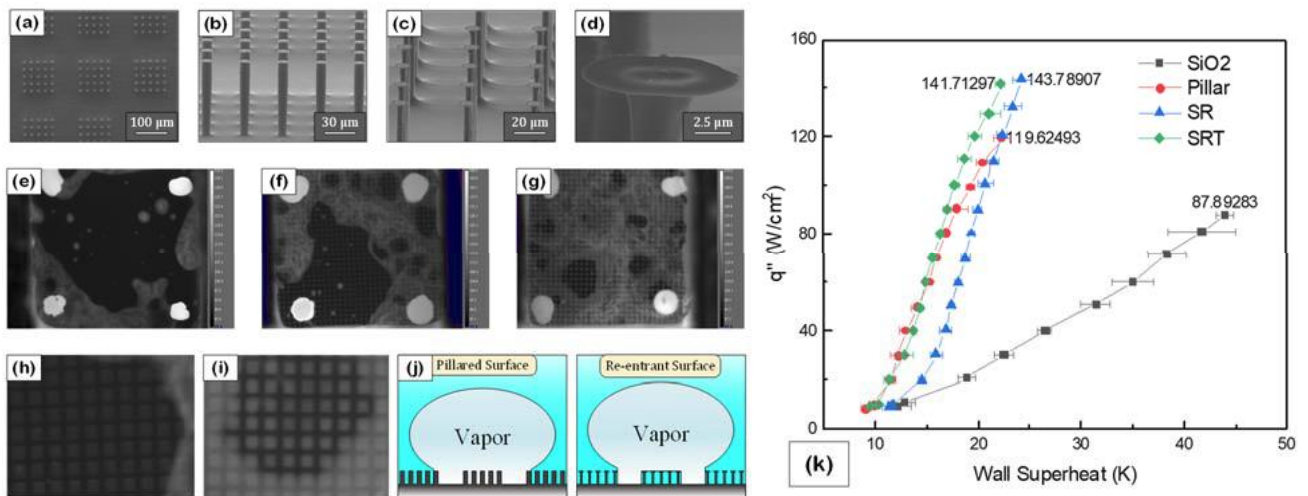 (a)
100 μm
(b)
30 μm
(c)
20 μm
(d)
2.5 μm
(e)
(f)
(g)
(h)
(i)
(j)
Pillared Surface
Vapor
Re-entrant Surface
Vapor
(k)
160
120
80
40
0
q" (W/cm²)
10
20
30
40
50
Wall Superheat (K)
SiO2
Pillar
SR
SRT
141.71297
143.78907
119.62493
87.89283